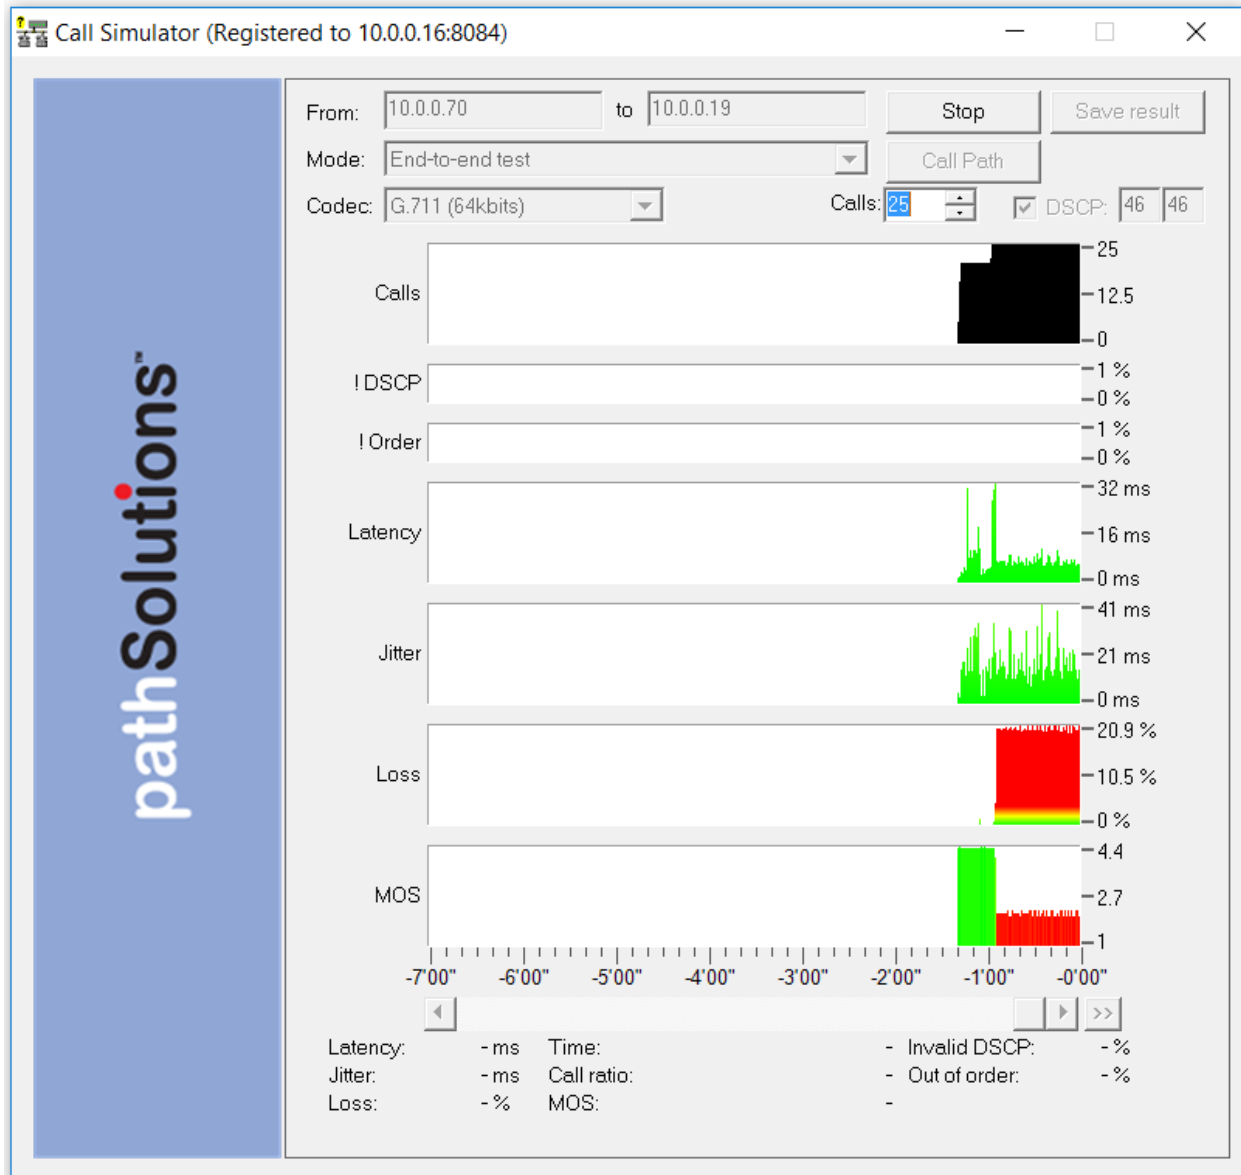 Call Simulator (Registered to 10.0.0.16:8084)
pathSolutions™
From: 10.0.0.70 to 10.0.0.19 Stop Save result
Mode: End-to-end test Call Path
Codec: G.711 (64kbits) Calls: 25 DSCP: 46 46
Calls 25
12.5
0
! DSCP 1 %
0 %
! Order 1 %
0 %
Latency 32 ms
16 ms
0 ms
Jitter 41 ms
21 ms
0 ms
Loss 20.9 %
10.5 %
0 %
MOS 4.4
2.7
1
-7'00" -6'00" -5'00" -4'00" -3'00" -2'00" -1'00" -0'00"
>>
Latency: - ms Time: - Invalid DSCP: - %
Jitter: - ms Call ratio: - Out of order: - %
Loss: - % MOS: -